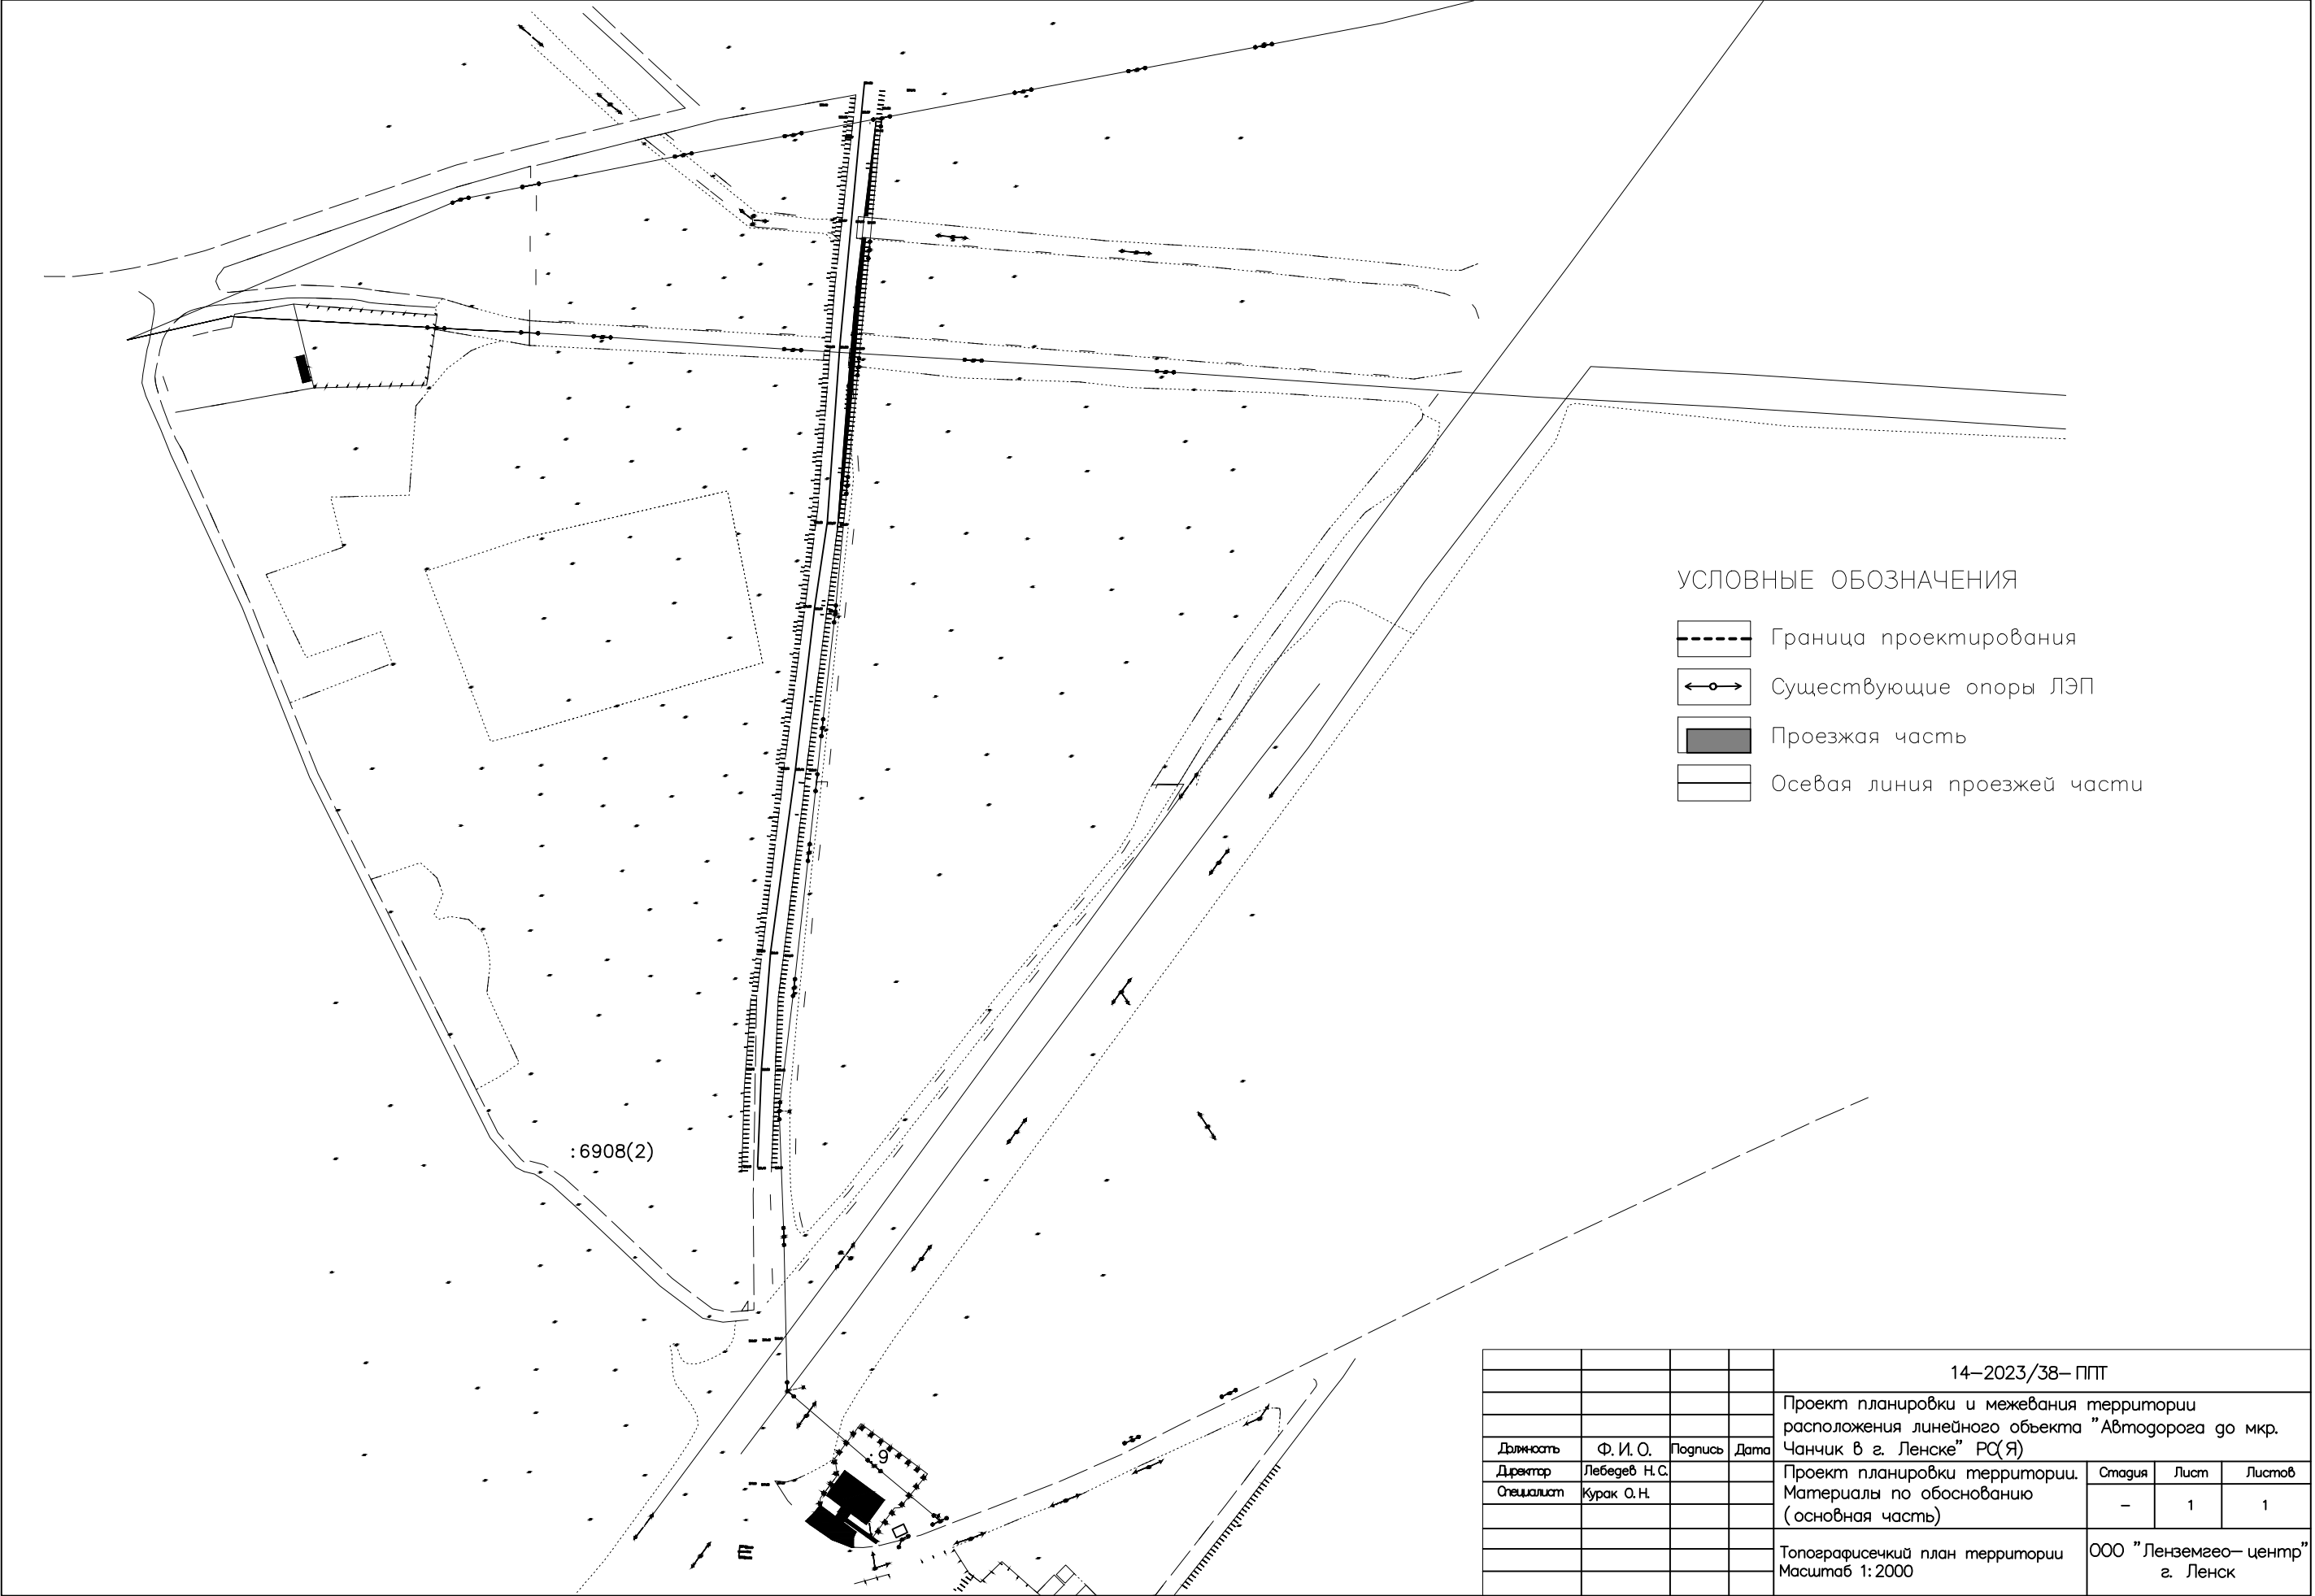 УСЛОВНЫЕ ОБОЗНАЧЕНИЯ
Граница проектирования
Существующие опоры ЛЭП
Проезжая часть
Осевая линия проезжей части
:6908(2)
:9
14-2023/38-ППТ
Проект планировки и межевания территории
расположения линейного объекта "Автодорога до мкр.
Чанчик в г. Ленске" РС(Я)
Должность Ф. И. О. Подпись Дата
Директор Лебедев Н. С.
Специалист Курак О. Н.
Проект планировки территории.
Материалы по обоснованию
(основная часть)
Стадия Лист Листов
- 1 1
Топографисечкий план территории
Масштаб 1:2000
ООО "Лензeмгео-центр"
г. Ленск